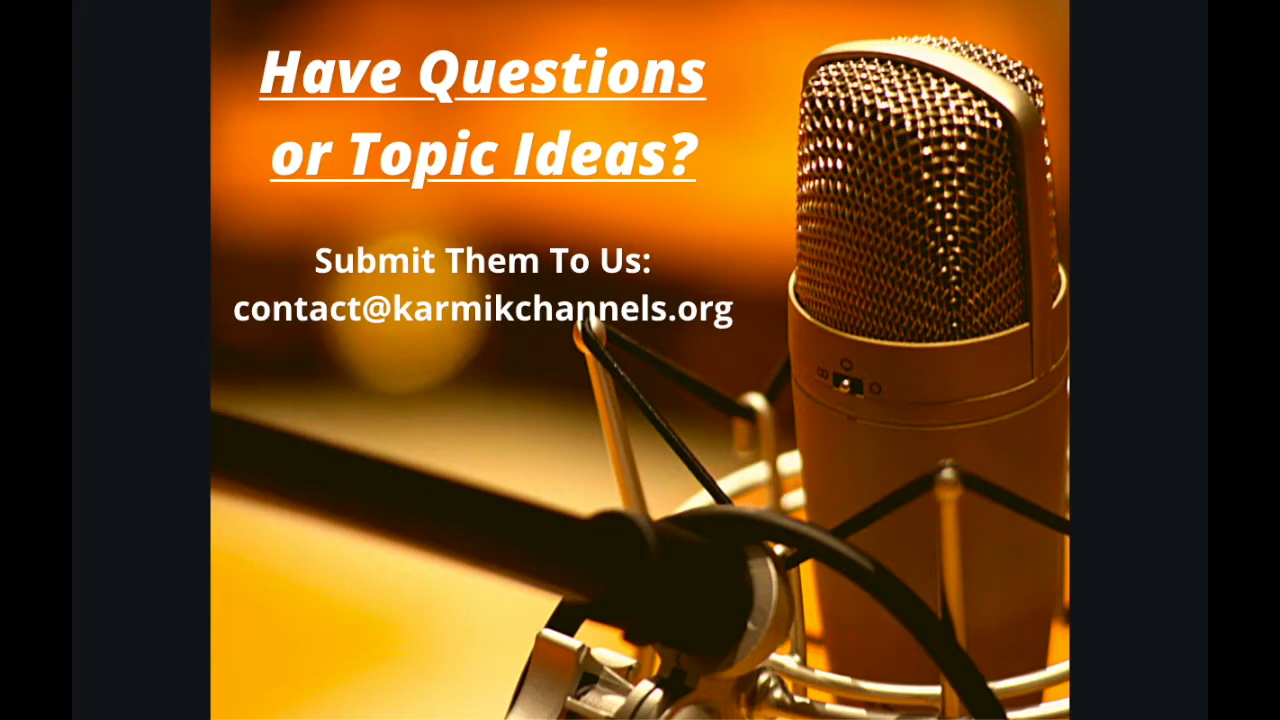 Have Questions
or Topic Ideas?
Submit Them To Us:
contact@karmikchannels.org